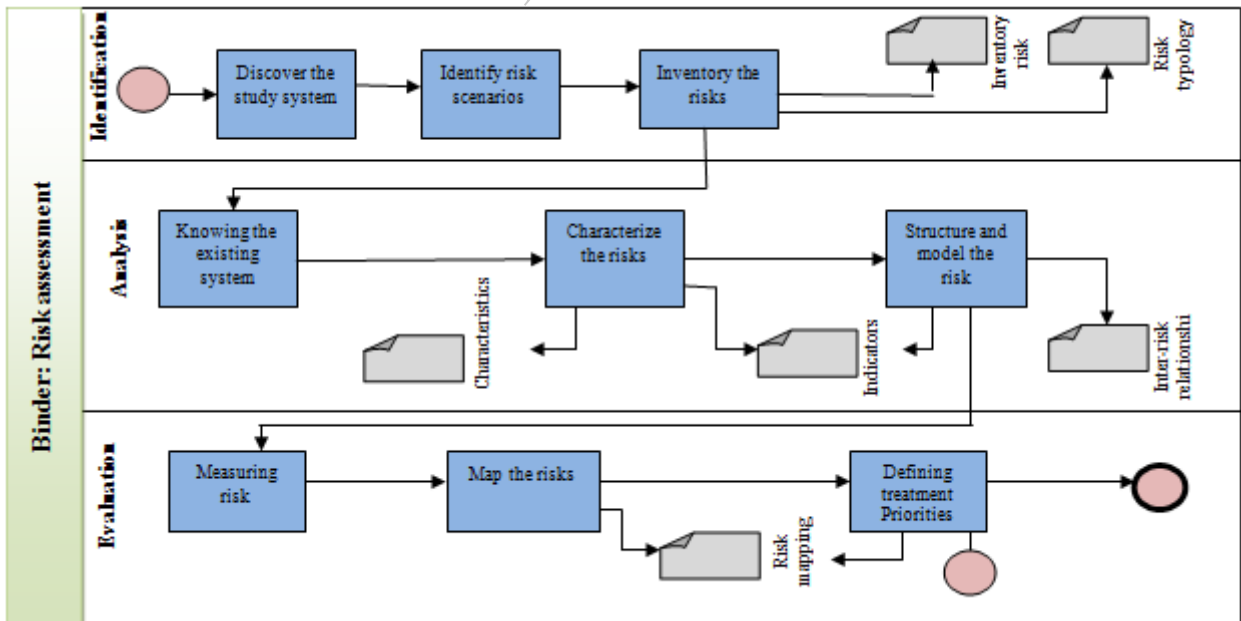 Binder: Risk assessment
Identification
Discover the
study system
Identify risk
scenarios
Inventory the
risks
Inventory
risk
Risk
typology
Analysis
Knowing the
existing
system
Characterize
the risks
Structure and
model the
risk
Characteristics
Indicators
Inter-risk
relationshi
Evaluation
Measuring
risk
Map the risks
Defining
treatment
Priorities
Risk
mapping